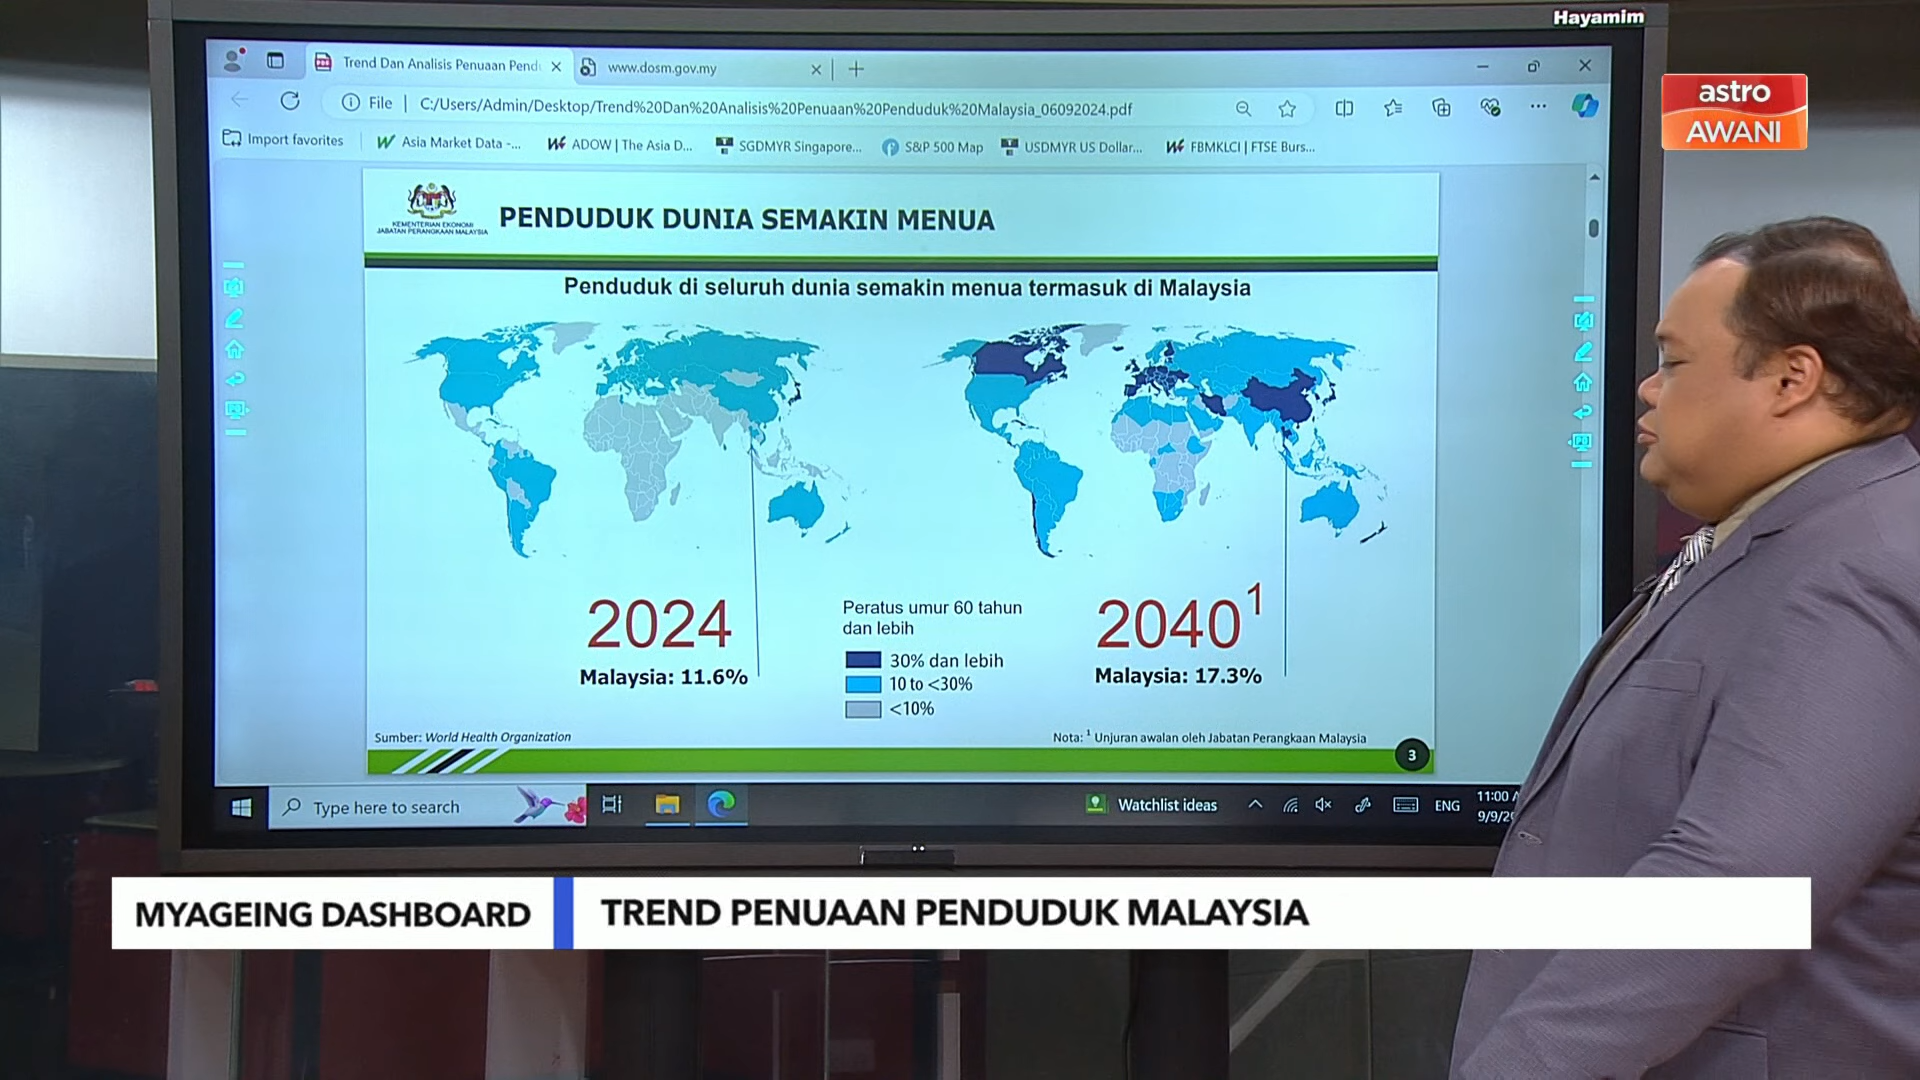 Hayamim
astro
AWANI
Trend Dan Analisis Penuaan Pend
www.dosm.gov.my
File
C:/Users/Admin/Desktop/Trend%20Dan%20Analisis%20Penuaan%20Penduduk%20Malaysia_06092024.pdf
Import favorites
Asia Market Data -...
ADOW | The Asia D...
SGDMYR Singapore...
S&P 500 Map
USDMYR US Dollar...
FBMKLCI | FTSE Burs...
KEMENTERIAN EKONOMI
JABATAN PERANGKAAN MALAYSIA
PENDUDUK DUNIA SEMAKIN MENUA
Penduduk di seluruh dunia semakin menua termasuk di Malaysia
2024
Malaysia: 11.6%
Peratus umur 60 tahun
dan lebih
30% dan lebih
10 to <30%
<10%
2040¹
Malaysia: 17.3%
Sumber: World Health Organization
Nota: ¹ Unjuran awalan oleh Jabatan Perangkaan Malaysia
3
Type here to search
Watchlist ideas
ENG
11:00
9/9/2
MYAGEING DASHBOARD
TREND PENUAAN PENDUDUK MALAYSIA